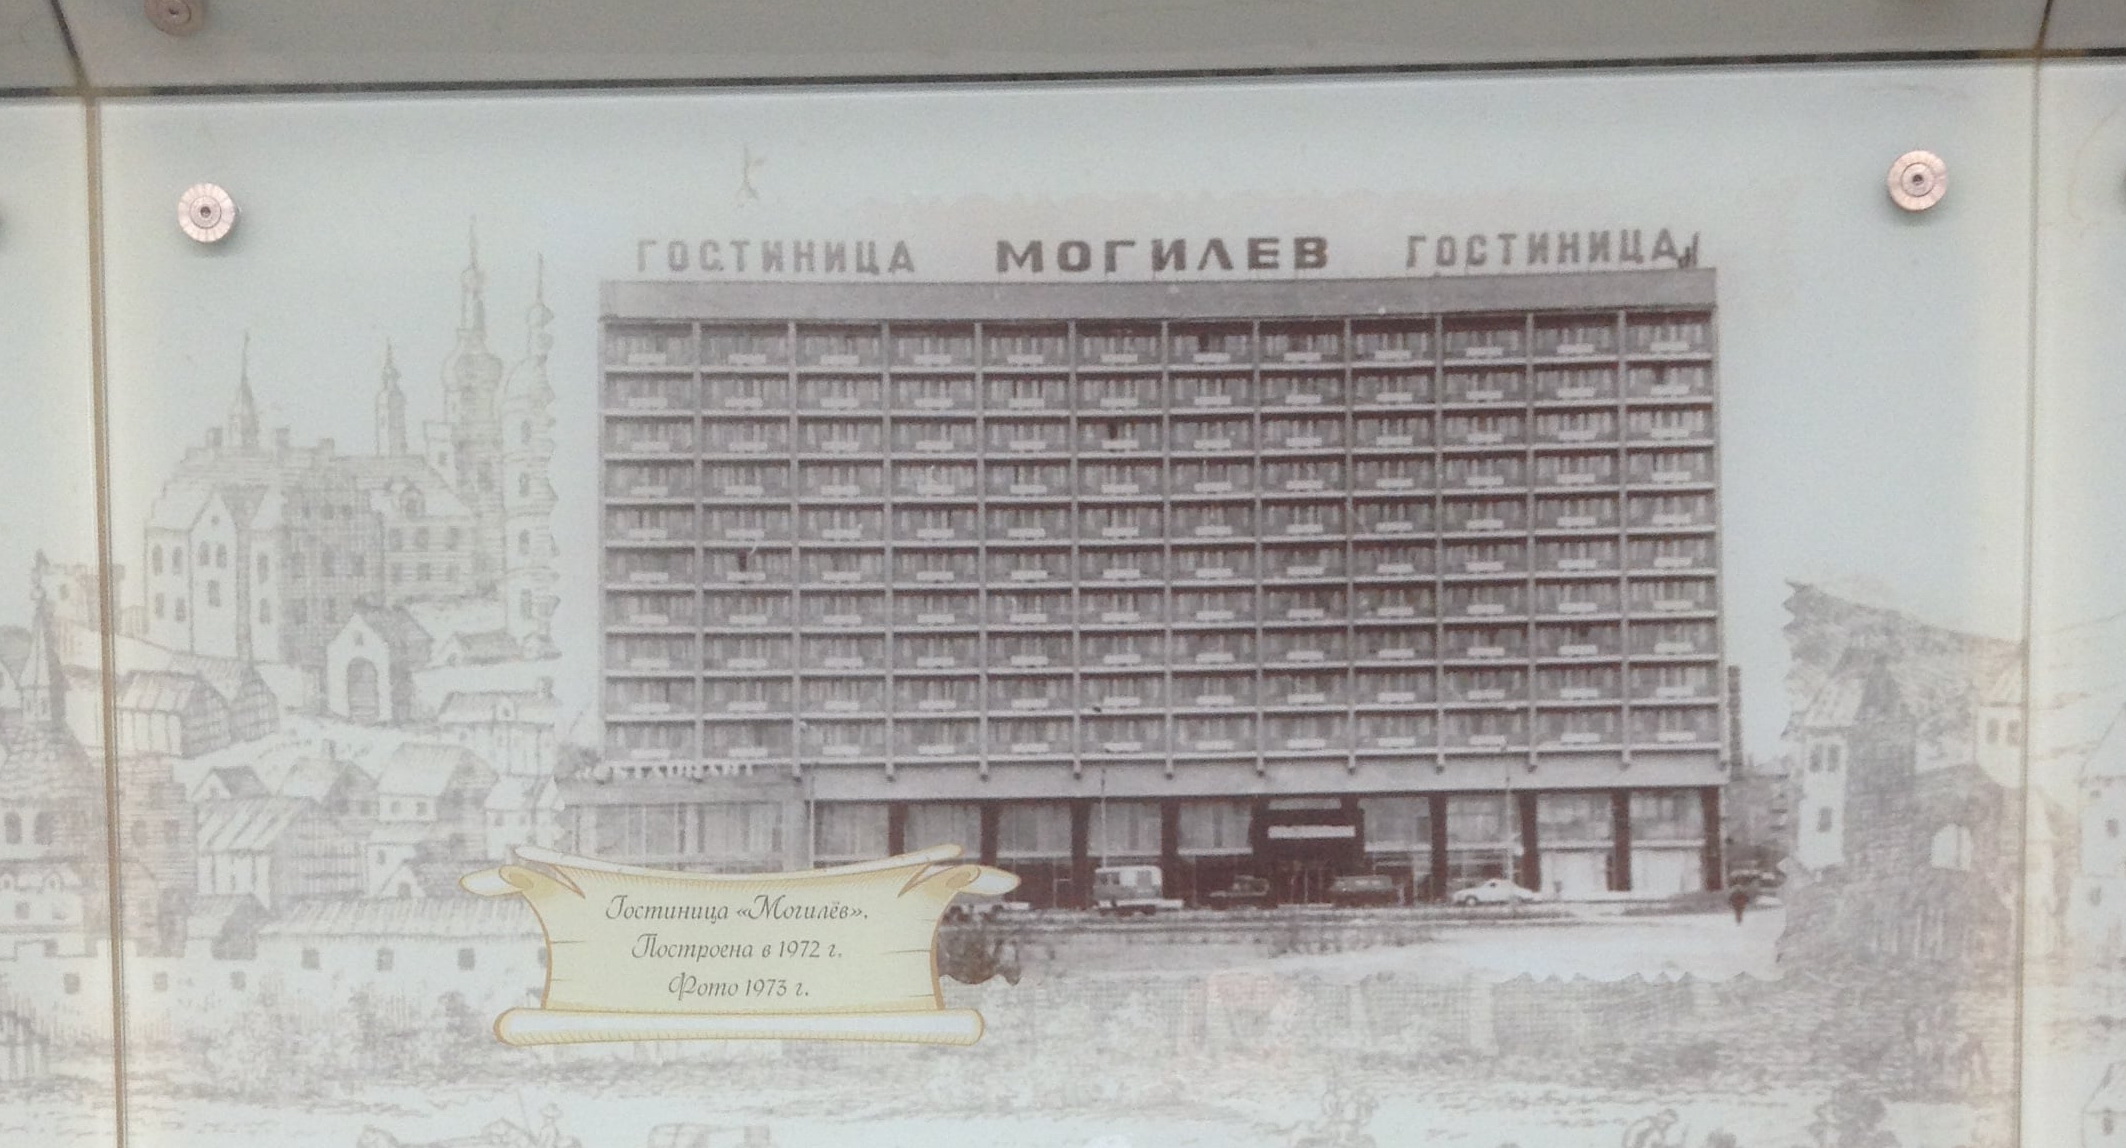 ГОСТИНИЦА МОГИЛЕВ ГОСТИНИЦА
Гостиница «Могилёв».
Построена в 1972 г.
Фото 1973 г.